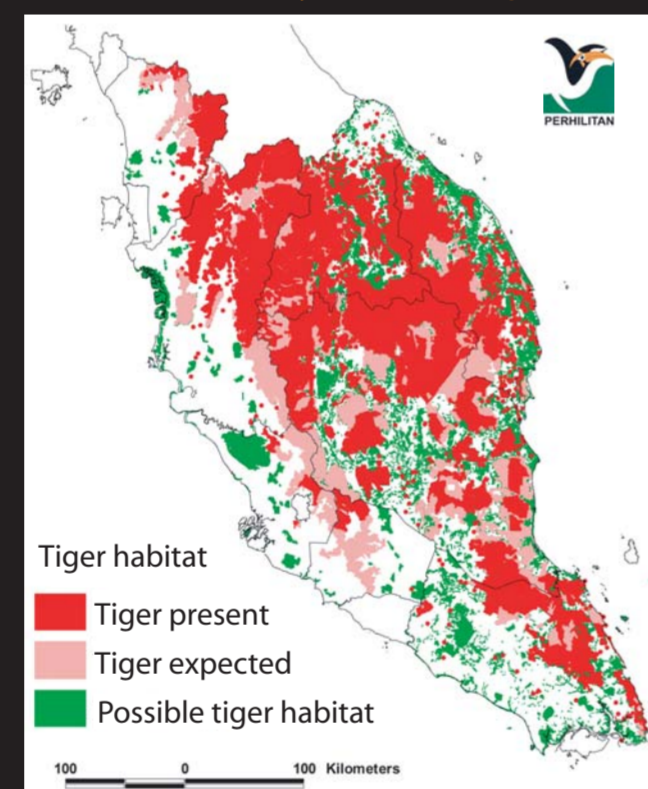 PERHILITAN
Tiger habitat
Tiger present
Tiger expected
Possible tiger habitat
100 0 100 Kilometers